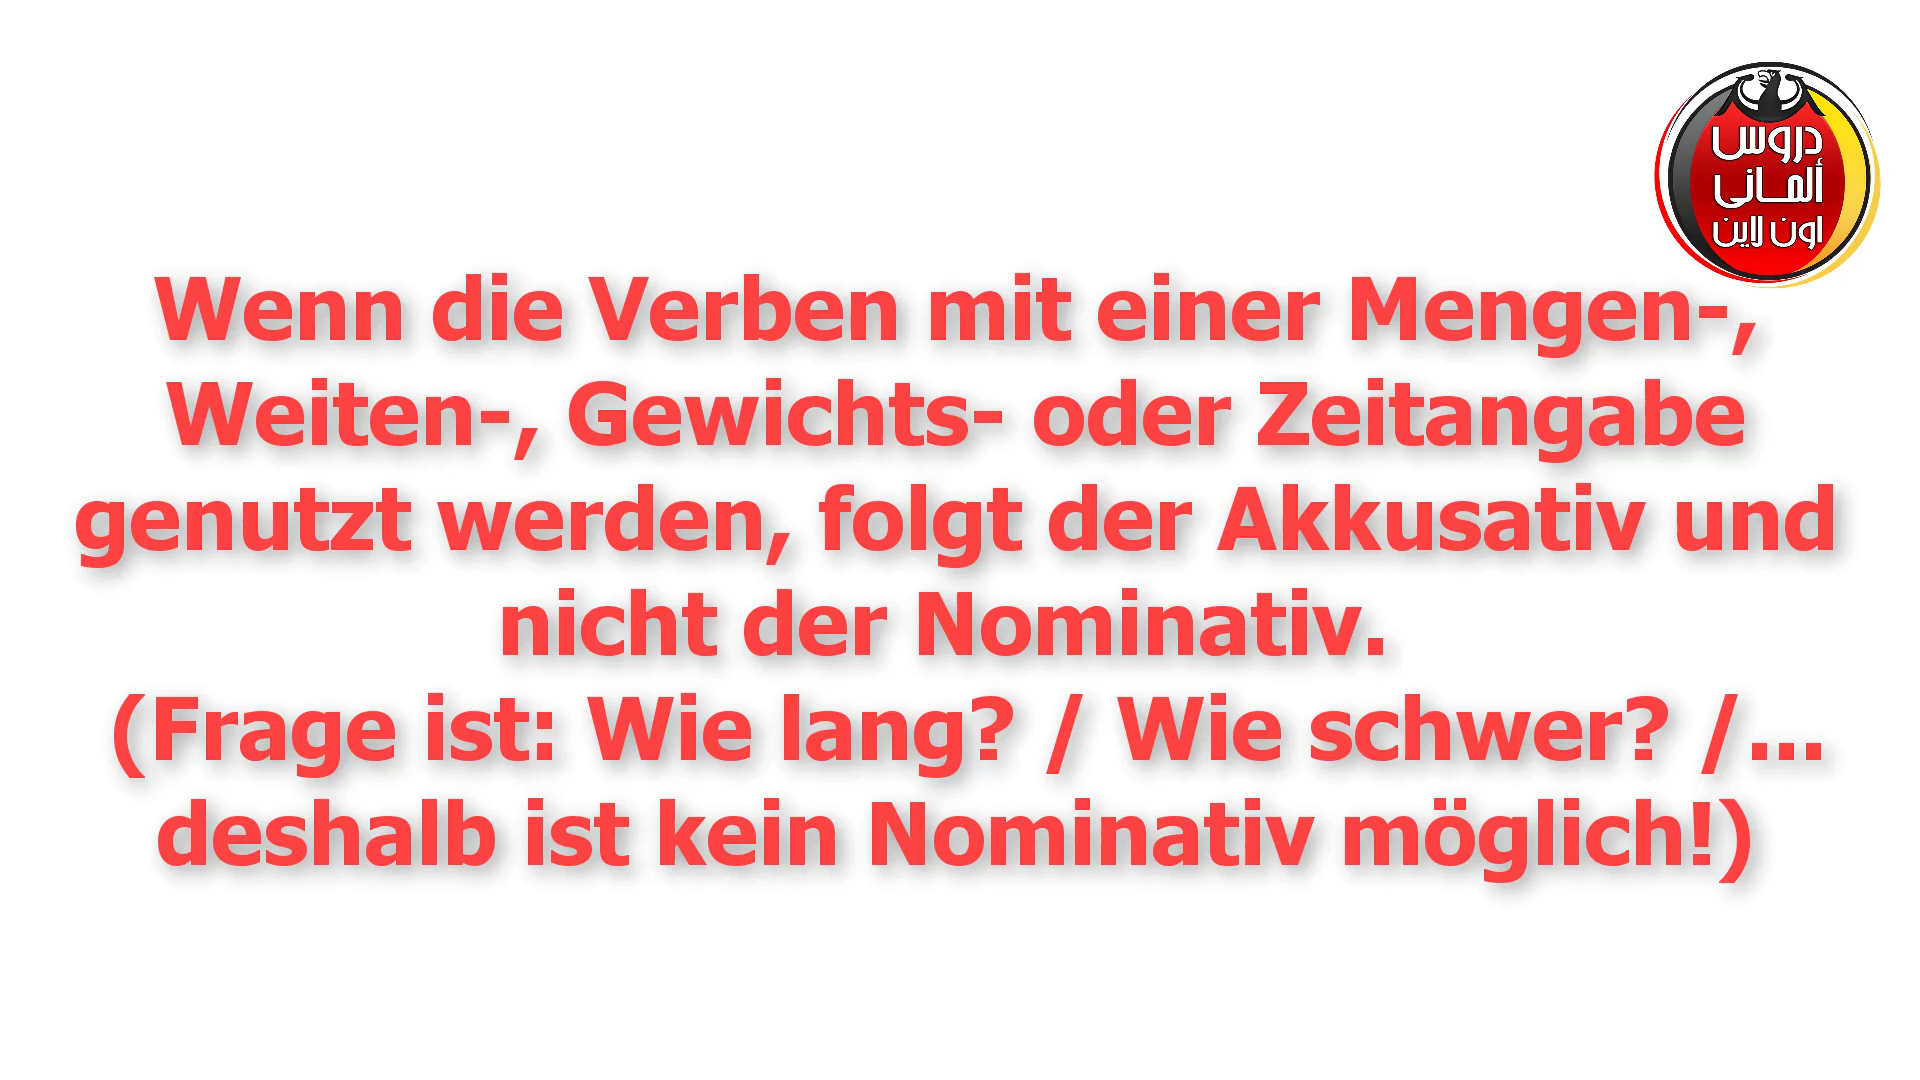 دروس
ألماني
اون لاين
Wenn die Verben mit einer Mengen-,
Weiten-, Gewichts- oder Zeitangabe
genutzt werden, folgt der Akkusativ und
nicht der Nominativ.
(Frage ist: Wie lang? / Wie schwer? /...
deshalb ist kein Nominativ möglich!)